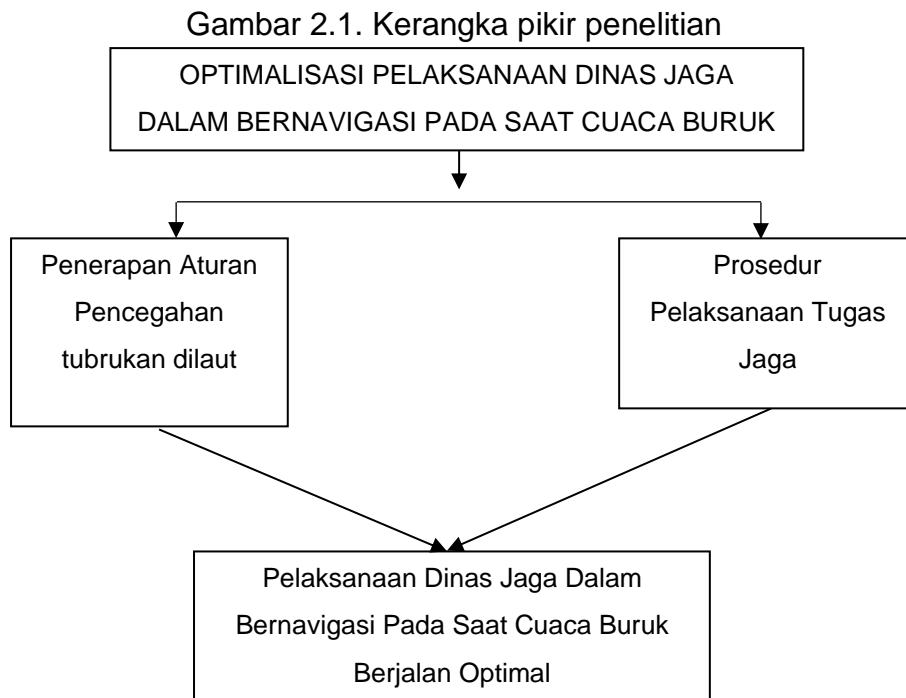 Gambar 2.1. Kerangka pikir penelitian
OPTIMALISASI PELAKSANAAN DINAS JAGA
DALAM BERNAVIGASI PADA SAAT CUACA BURUK
Penerapan Aturan
Pencegahan
tubrukan dilaut
Prosedur
Pelaksanaan Tugas
Jaga
Pelaksanaan Dinas Jaga Dalam
Bernavigasi Pada Saat Cuaca Buruk
Berjalan Optimal